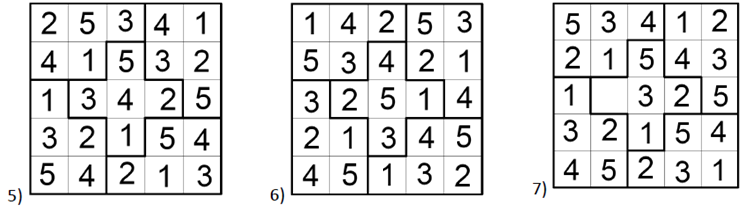 2 5 3 4 1
4 1 5 3 2
1 3 4 2 5
3 2 1 5 4
5 4 2 1 3
5)
1 4 2 5 3
5 3 4 2 1
3 2 5 1 4
2 1 3 4 5
4 5 1 3 2
6)
5 3 4 1 2
2 1 5 4 3
1 3 2 5
3 2 1 5 4
4 5 2 3 1
7)